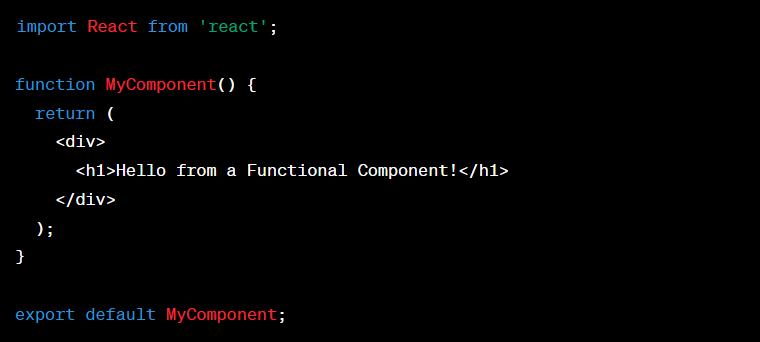 import React from 'react';
function MyComponent() {
  return (
    <div>
      <h1>Hello from a Functional Component!</h1>
    </div>
  );
}
export default MyComponent;